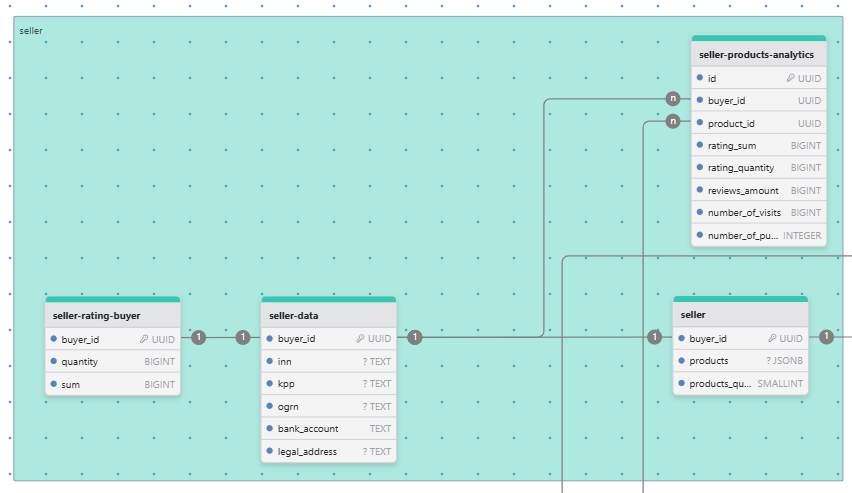 seller
seller-products-analytics
id UUID
buyer_id UUID
n
product_id UUID
n
rating_sum BIGINT
rating_quantity BIGINT
reviews_amount BIGINT
number_of_visits BIGINT
number_of_pu... INTEGER
seller-rating-buyer
buyer_id UUID
quantity BIGINT
sum BIGINT
1
1
seller-data
buyer_id UUID
inn ? TEXT
kpp ? TEXT
ogrn ? TEXT
bank_account TEXT
legal_address ? TEXT
1
1
seller
buyer_id UUID
products ? JSONB
products_qu... SMALLINT
1